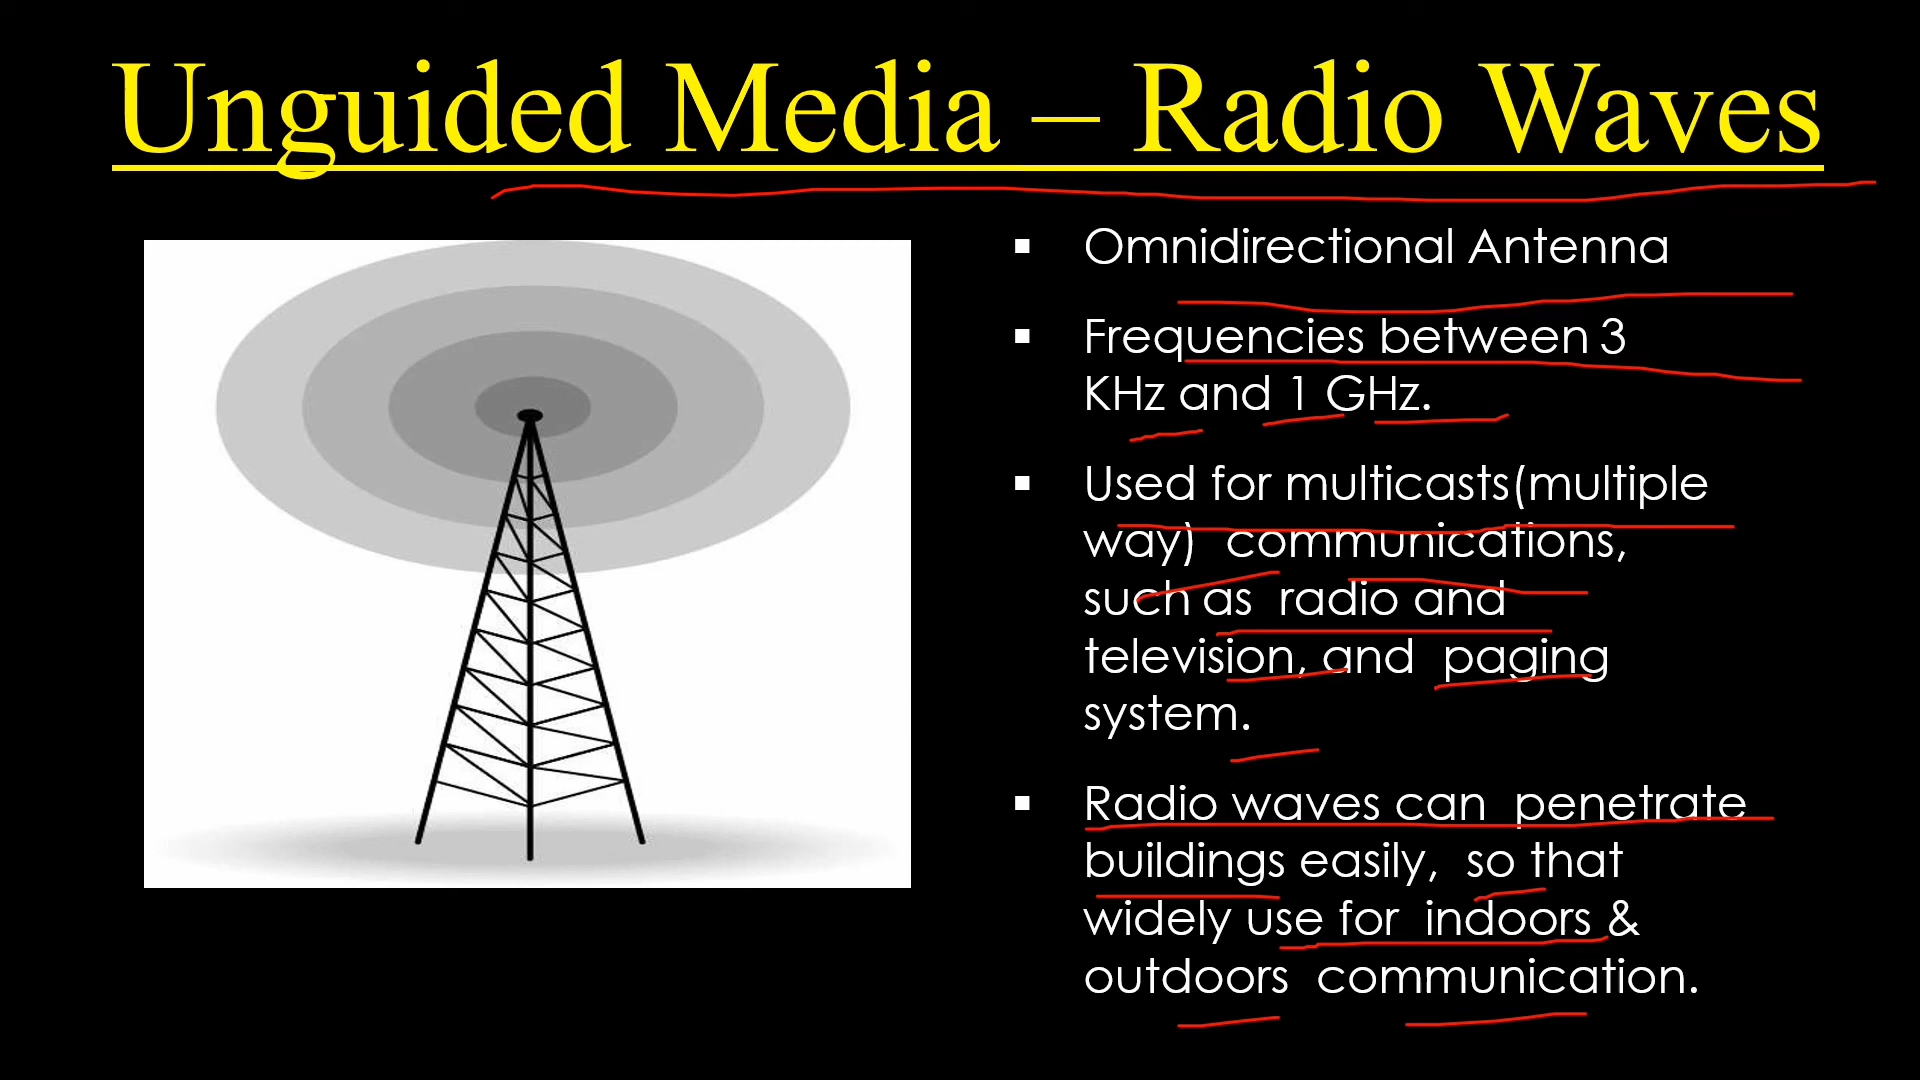 Unguided Media – Radio Waves
▪ Omnidirectional Antenna
▪ Frequencies between 3
KHz and 1 GHz.
▪ Used for multicasts(multiple
way) communications,
such as radio and
television, and paging
system.
▪ Radio waves can penetrate
buildings easily, so that
widely use for indoors &
outdoors communication.